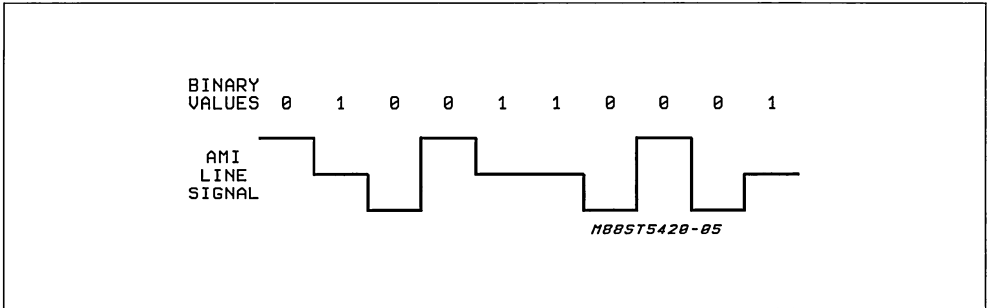 BINARY
VALUES 0 1 0 0 1 1 0 0 0 1
AMI
LINE
SIGNAL
M88ST5420-05